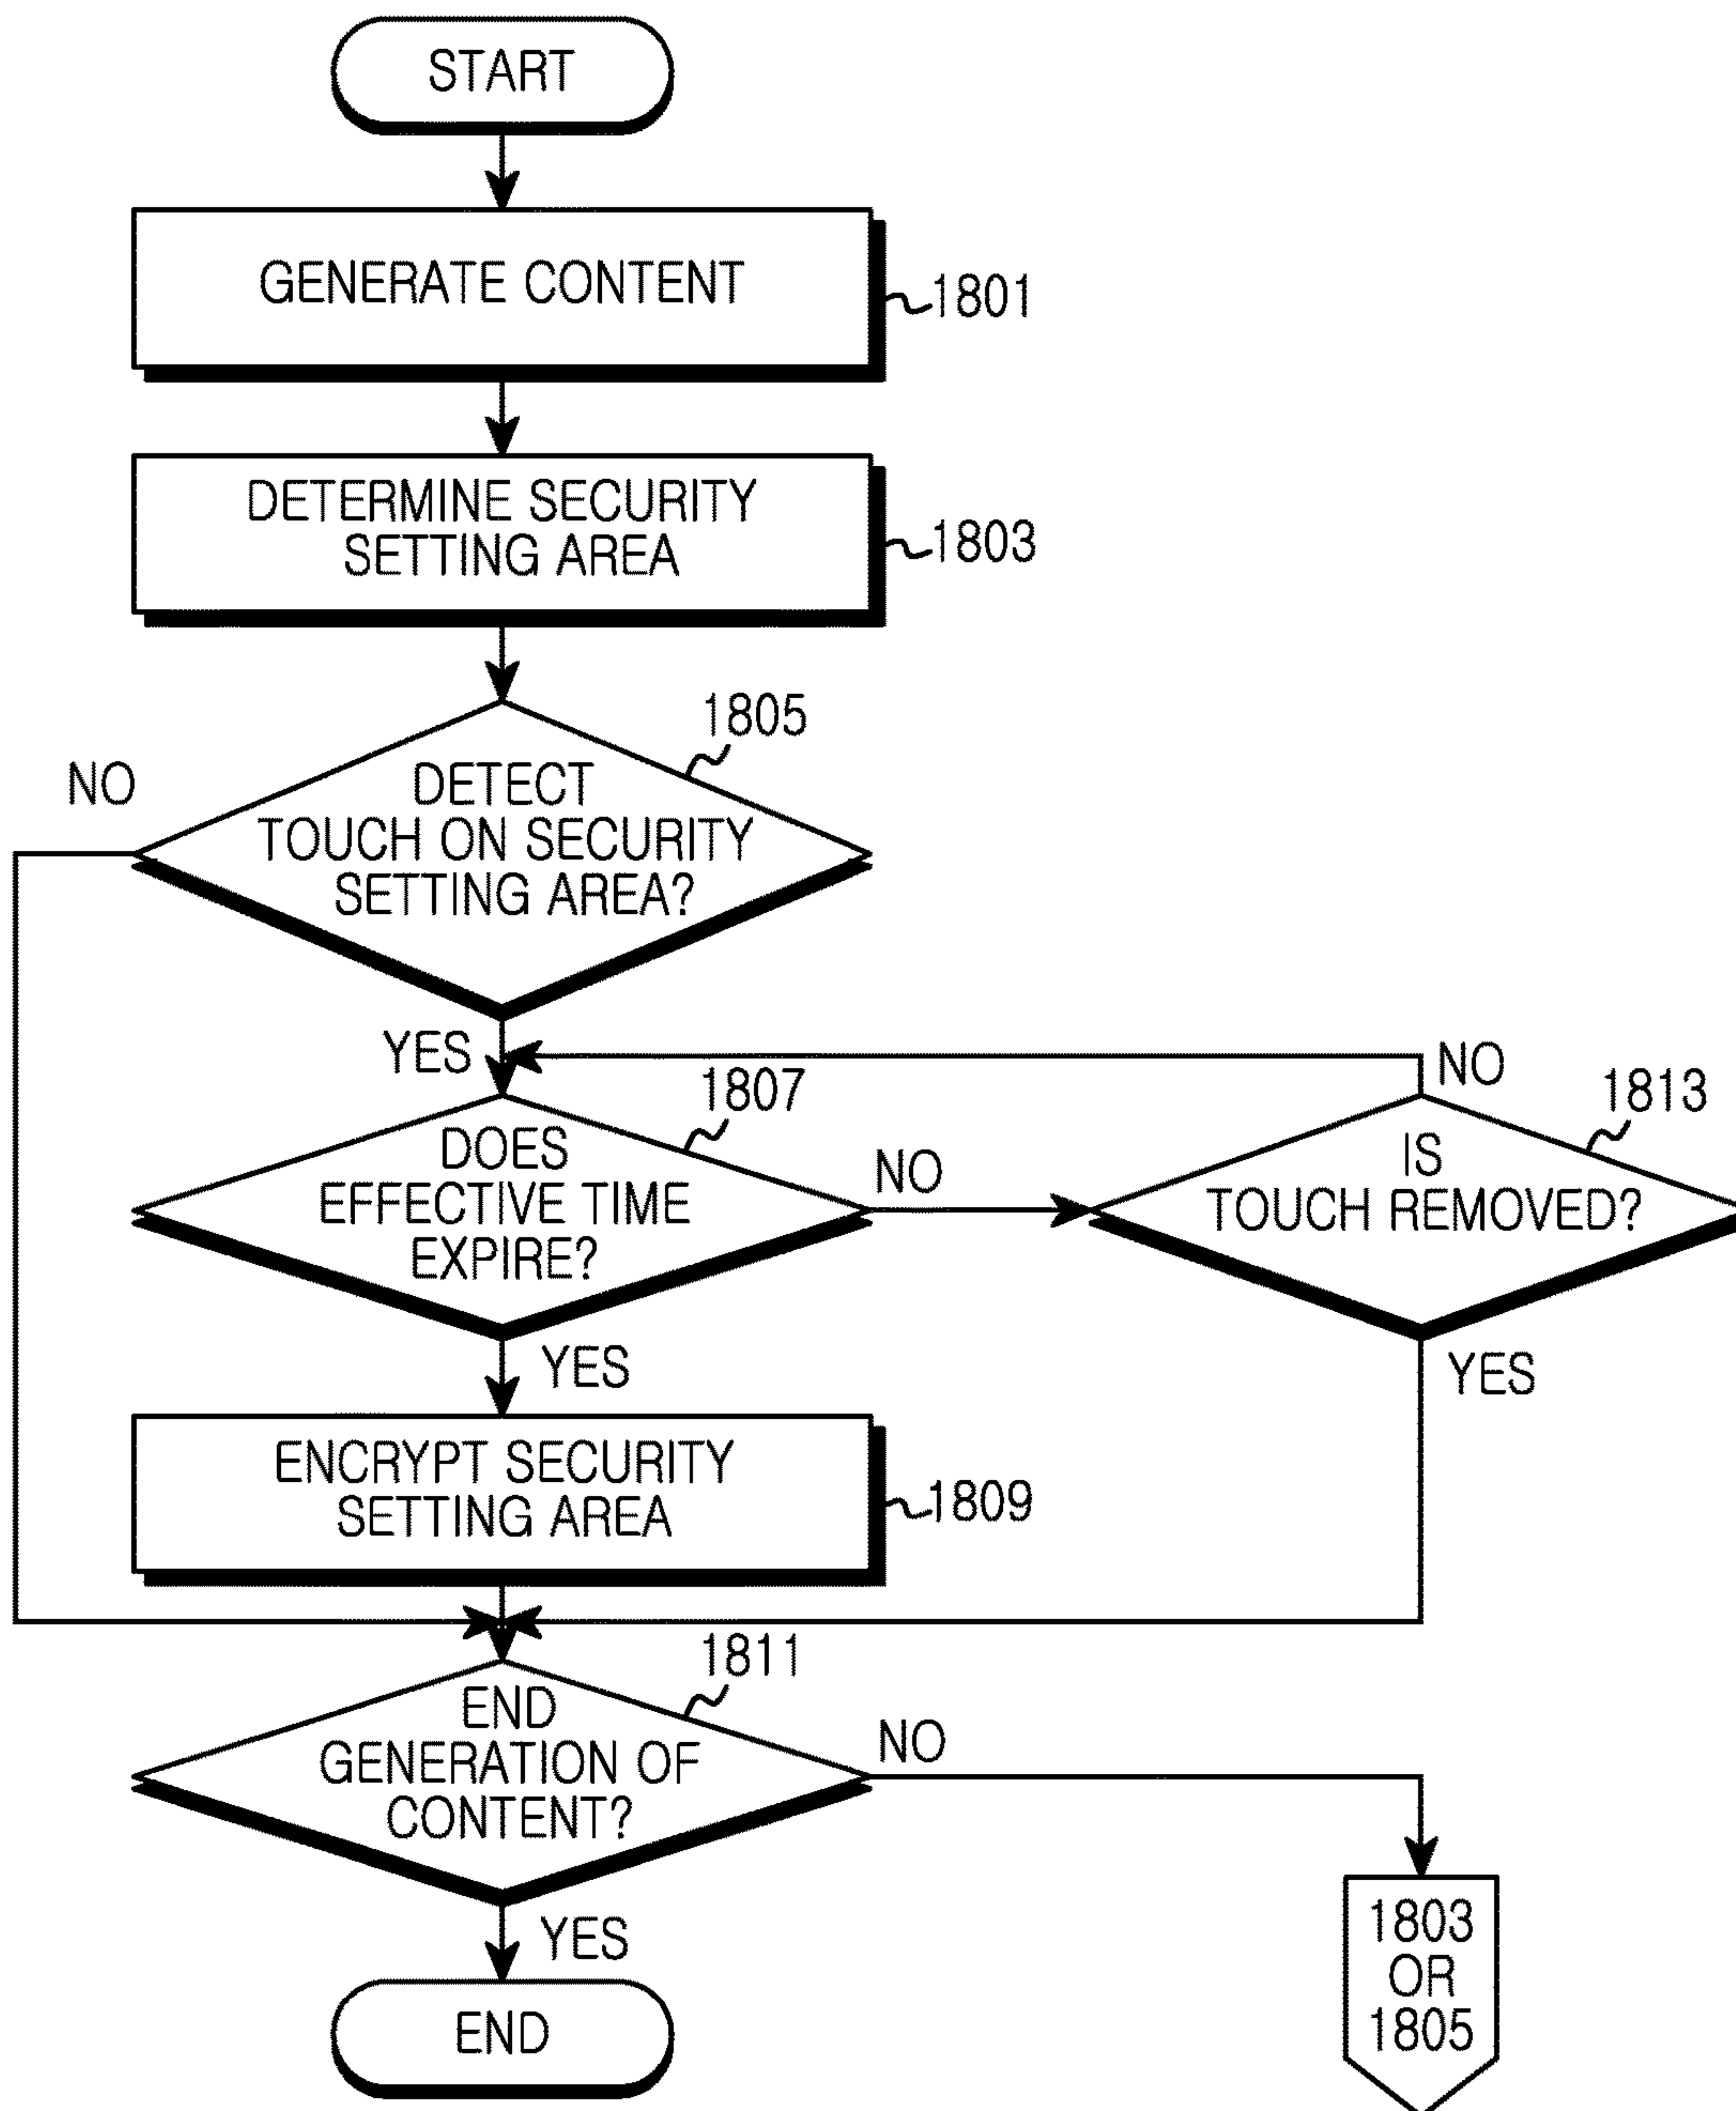 START
GENERATE CONTENT
1801
DETERMINE SECURITY
SETTING AREA
1803
1805
NO
DETECT
TOUCH ON SECURITY
SETTING AREA?
YES
NO
1807
1813
DOES
EFFECTIVE TIME
EXPIRE?
NO
IS
TOUCH REMOVED?
YES
YES
ENCRYPT SECURITY
SETTING AREA
1809
1811
END
GENERATION OF
CONTENT?
NO
YES
1803
OR
1805
END